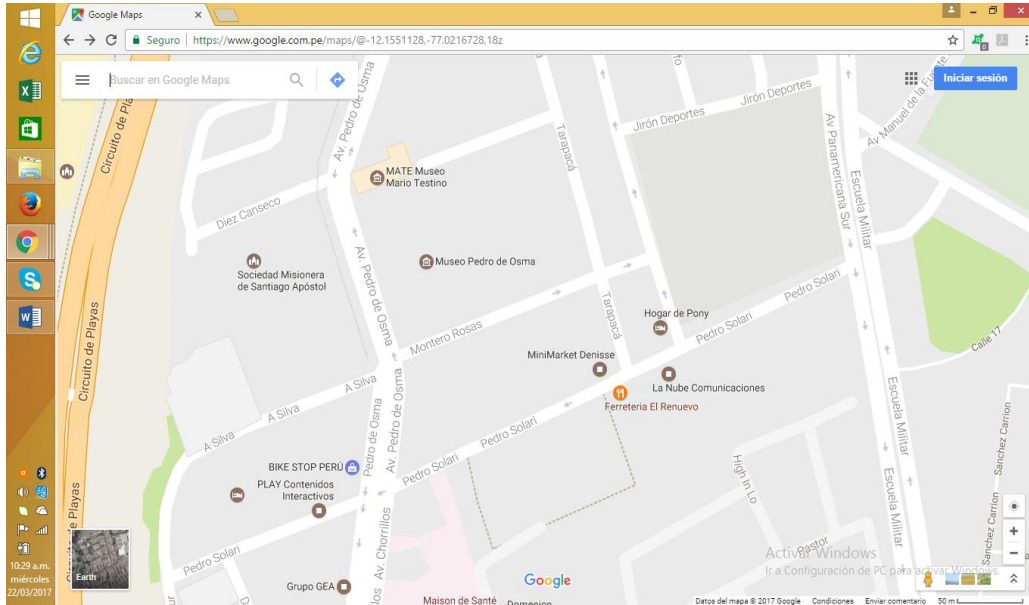 Google Maps
Seguro
https://www.google.com.pe/maps/@-12.1551128,-77.0216728,18z
Buscar en Google Maps
Iniciar sesión
Circuito de Playas
Av. Pedro de Osma
Tarapacá
Jirón Deportes
Jirón Deportes
Av Manuel de la Fuente
Av Panamericana Sur
Escuela Militar
MATE Museo
Mario Testino
Diez Canseco
Sociedad Misionera
de Santiago Apóstol
Museo Pedro de Osma
Av. Pedro de Osma
Montero Rosas
Tarapacá
Hogar de Pony
Pedro Solari
Pedro Solari
Calle 17
Circuito de Playas
MiniMarket Denisse
La Nube Comunicaciones
Ferreteria El Renuevo
A Silva
A Silva
A Silva
Pedro de Osma
Av. Pedro de Osma
Pedro Solari
Pedro Solari
Escuela Militar
Sanchez Carrion
BIKE STOP PERÚ
PLAY Contenidos
Interactivos
High In Lo
Pedro Solari
Av. Chorrillos
Escuela Militar
Sanchez Carrion
Pastor
Grupo GEA
Maison de Santé
Domenico
Earth
Google
Activar Windows
Ir a Configuración de PC para activar Windows.
Datos del mapa © 2017 Google
Condiciones
Enviar comentario
50 m
10:29 a.m.
miércoles
22/03/2017